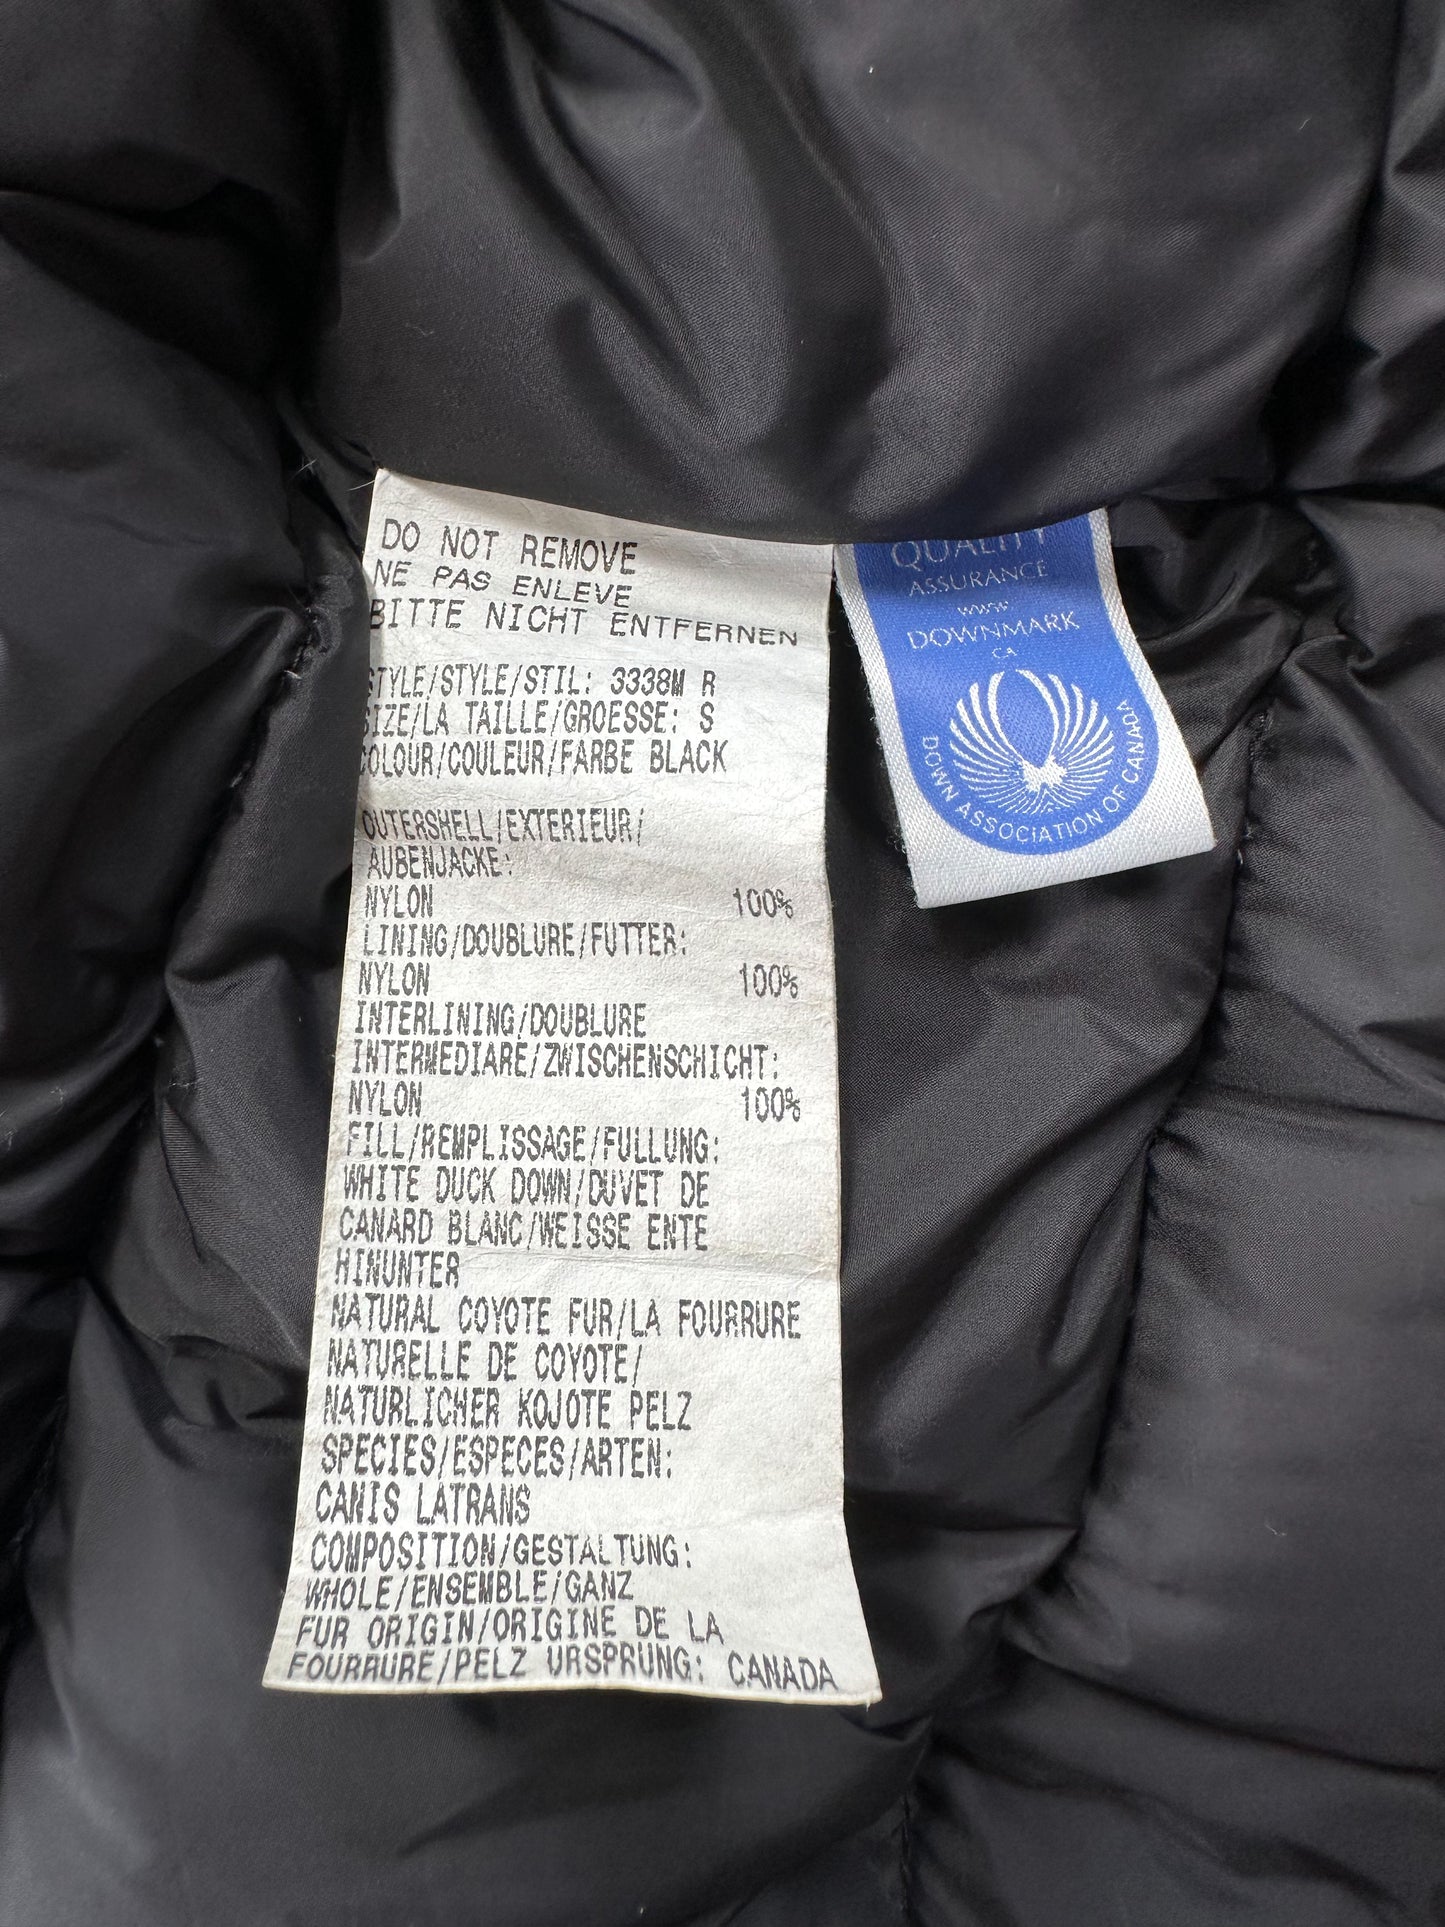 DO NOT REMOVE
NE PAS ENLEVE
BITTE NICHT ENTFERNEN
STYLE/STYLE/STIL: 3338M R
SIZE/LA TAILLE/GROESSE: S
COLOUR/COULEUR/FARBE BLACK
OUTERSHELL/EXTERIEUR/
AUBENJACKE:
NYLON 100%
LINING/DOUBLURE/FUTTER:
NYLON 100%
INTERLINING/DOUBLURE
INTERMEDIARE/ZWISCHENSCHICHT:
NYLON 100%
FILL/REMPLISSAGE/FULLUNG:
WHITE DUCK DOWN/DUVET DE
CANARD BLANC/WEISSE ENTE
HINUNTER
NATURAL COYOTE FUR/LA FOURRURE
NATURELLE DE COYOTE/
NATURLICHER KOJOTE PELZ
SPECIES/ESPECES/ARTEN:
CANIS LATRANS
COMPOSITION/GESTALTUNG:
WHOLE/ENSEMBLE/GANZ
FUR ORIGIN/ORIGINE DE LA
FOURRURE/PELZ URSPRUNG: CANADA
QUALITY
ASSURANCE
www.
DOWNMARK
.CA
DOWN ASSOCIATION OF CANADA